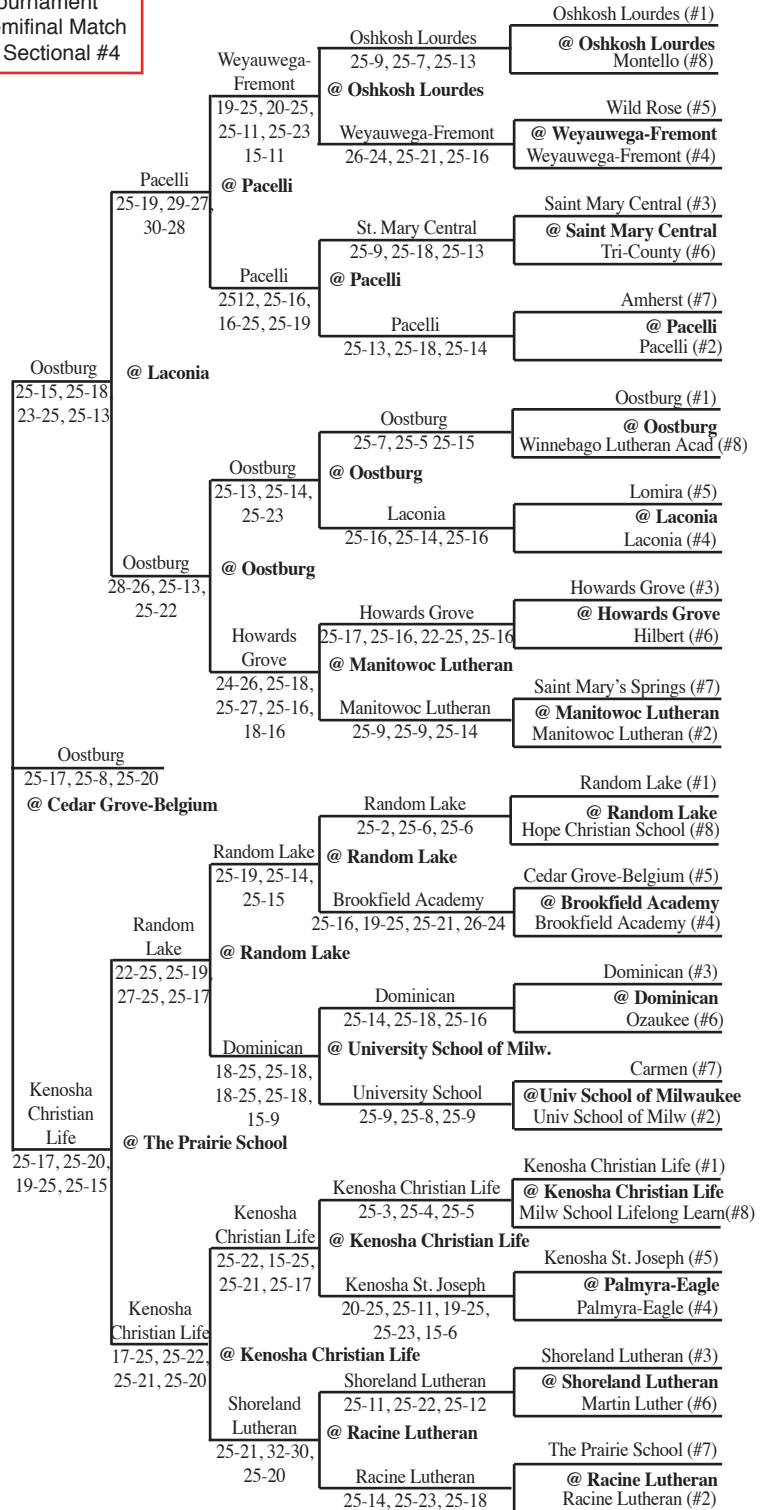 ournament
emifinal Match
Sectional #4
Oshkosh Lourdes (#1)
@ Oshkosh Lourdes
Montello (#8)
Oshkosh Lourdes
25-9, 25-7, 25-13
Weyauwega-
Fremont
19-25, 20-25,
25-11, 25-23
15-11
@ Oshkosh Lourdes
Wild Rose (#5)
@ Weyauwega-Fremont
Weyauwega-Fremont (#4)
Weyauwega-Fremont
26-24, 25-21, 25-16
Pacelli
25-19, 29-27,
30-28
@ Pacelli
Saint Mary Central (#3)
@ Saint Mary Central
Tri-County (#6)
St. Mary Central
25-9, 25-18, 25-13
Pacelli
2512, 25-16,
16-25, 25-19
@ Pacelli
Amherst (#7)
@ Pacelli
Pacelli (#2)
Pacelli
25-13, 25-18, 25-14
Oostburg
25-15, 25-18
23-25, 25-13
@ Laconia
Oostburg (#1)
@ Oostburg
Winnebago Lutheran Acad (#8)
Oostburg
25-7, 25-5 25-15
Oostburg
25-13, 25-14,
25-23
@ Oostburg
Lomira (#5)
@ Laconia
Laconia (#4)
Laconia
25-16, 25-14, 25-16
Oostburg
28-26, 25-13,
25-22
@ Oostburg
Howards Grove (#3)
@ Howards Grove
Hilbert (#6)
Howards Grove
25-17, 25-16, 22-25, 25-16
Howards
Grove
24-26, 25-18,
25-27, 25-16,
18-16
@ Manitowoc Lutheran
Saint Mary's Springs (#7)
@ Manitowoc Lutheran
Manitowoc Lutheran (#2)
Manitowoc Lutheran
25-9, 25-9, 25-14
Oostburg
25-17, 25-8, 25-20
@ Cedar Grove-Belgium
Random Lake (#1)
@ Random Lake
Hope Christian School (#8)
Random Lake
25-2, 25-6, 25-6
Random Lake
25-19, 25-14,
25-15
@ Random Lake
Cedar Grove-Belgium (#5)
@ Brookfield Academy
Brookfield Academy (#4)
Brookfield Academy
25-16, 19-25, 25-21, 26-24
Random
Lake
22-25, 25-19
27-25, 25-17
@ Random Lake
Dominican (#3)
@ Dominican
Ozaukee (#6)
Dominican
25-14, 25-18, 25-16
Dominican
18-25, 25-18,
18-25, 25-18,
15-9
@ University School of Milw.
Carmen (#7)
@Univ School of Milwaukee
Univ School of Milw (#2)
University School
25-9, 25-8, 25-9
Kenosha
Christian
Life
25-17, 25-20,
19-25, 25-15
@ The Prairie School
Kenosha Christian Life (#1)
@ Kenosha Christian Life
Milw School Lifelong Learn(#8)
Kenosha Christian Life
25-3, 25-4, 25-5
Kenosha
Christian Life
25-22, 15-25,
25-21, 25-17
@ Kenosha Christian Life
Kenosha St. Joseph (#5)
@ Palmyra-Eagle
Palmyra-Eagle (#4)
Kenosha St. Joseph
20-25, 25-11, 19-25,
25-23, 15-6
Kenosha
Christian Life
17-25, 25-22,
25-21, 25-20
@ Kenosha Christian Life
Shoreland Lutheran (#3)
@ Shoreland Lutheran
Martin Luther (#6)
Shoreland Lutheran
25-11, 25-22, 25-12
Shoreland
Lutheran
25-21, 32-30,
25-20
@ Racine Lutheran
The Prairie School (#7)
@ Racine Lutheran
Racine Lutheran (#2)
Racine Lutheran
25-14, 25-23, 25-18